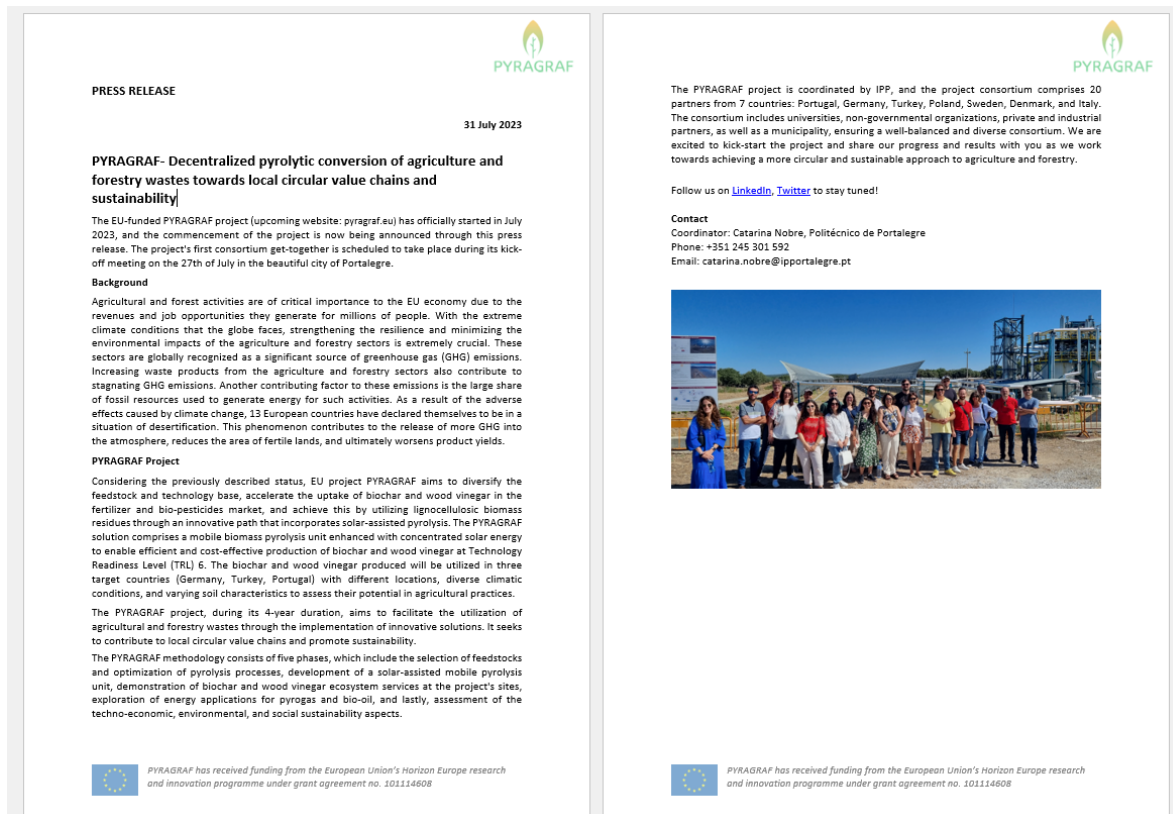 PYRAGRAF
PRESS RELEASE
31 July 2023
PYRAGRAF- Decentralized pyrolytic conversion of agriculture and
forestry wastes towards local circular value chains and
sustainability
The EU-funded PYRAGRAF project (upcoming website: pyragraf.eu) has officially started in July
2023, and the commencement of the project is now being announced through this press
release. The project's first consortium get-together is scheduled to take place during its kick-
off meeting on the 27th of July in the beautiful city of Portalegre.
Background
Agricultural and forest activities are of critical importance to the EU economy due to the
revenues and job opportunities they generate for millions of people. With the extreme
climate conditions that the globe faces, strengthening the resilience and minimizing the
environmental impacts of the agriculture and forestry sectors is extremely crucial. These
sectors are globally recognized as a significant source of greenhouse gas (GHG) emissions.
Increasing waste products from the agriculture and forestry sectors also contribute to
stagnating GHG emissions. Another contributing factor to these emissions is the large share
of fossil resources used to generate energy for such activities. As a result of the adverse
effects caused by climate change, 13 European countries have declared themselves to be in a
situation of desertification. This phenomenon contributes to the release of more GHG into
the atmosphere, reduces the area of fertile lands, and ultimately worsens product yields.
PYRAGRAF Project
Considering the previously described status, EU project PYRAGRAF aims to diversify the
feedstock and technology base, accelerate the uptake of biochar and wood vinegar in the
fertilizer and bio-pesticides market, and achieve this by utilizing lignocellulosic biomass
residues through an innovative path that incorporates solar-assisted pyrolysis. The PYRAGRAF
solution comprises a mobile biomass pyrolysis unit enhanced with concentrated solar energy
to enable efficient and cost-effective production of biochar and wood vinegar at Technology
Readiness Level (TRL) 6. The biochar and wood vinegar produced will be utilized in three
target countries (Germany, Turkey, Portugal) with different locations, diverse climatic
conditions, and varying soil characteristics to assess their potential in agricultural practices.
The PYRAGRAF project, during its 4-year duration, aims to facilitate the utilization of
agricultural and forestry wastes through the implementation of innovative solutions. It seeks
to contribute to local circular value chains and promote sustainability.
The PYRAGRAF methodology consists of five phases, which include the selection of feedstocks
and optimization of pyrolysis processes, development of a solar-assisted mobile pyrolysis
unit, demonstration of biochar and wood vinegar ecosystem services at the project's sites,
exploration of energy applications for pyrogas and bio-oil, and lastly, assessment of the
techno-economic, environmental, and social sustainability aspects.
PYRAGRAF has received funding from the European Union's Horizon Europe research
and innovation programme under grant agreement no. 101114608
PYRAGRAF
The PYRAGRAF project is coordinated by IPP, and the project consortium comprises 20
partners from 7 countries: Portugal, Germany, Turkey, Poland, Sweden, Denmark, and Italy.
The consortium includes universities, non-governmental organizations, private and industrial
partners, as well as a municipality, ensuring a well-balanced and diverse consortium. We are
excited to kick-start the project and share our progress and results with you as we work
towards achieving a more circular and sustainable approach to agriculture and forestry.
Follow us on LinkedIn, Twitter to stay tuned!
Contact
Coordinator: Catarina Nobre, Politécnico de Portalegre
Phone: +351 245 301 592
Email: catarina.nobre@ipportalegre.pt
PYRAGRAF has received funding from the European Union's Horizon Europe research
and innovation programme under grant agreement no. 101114608